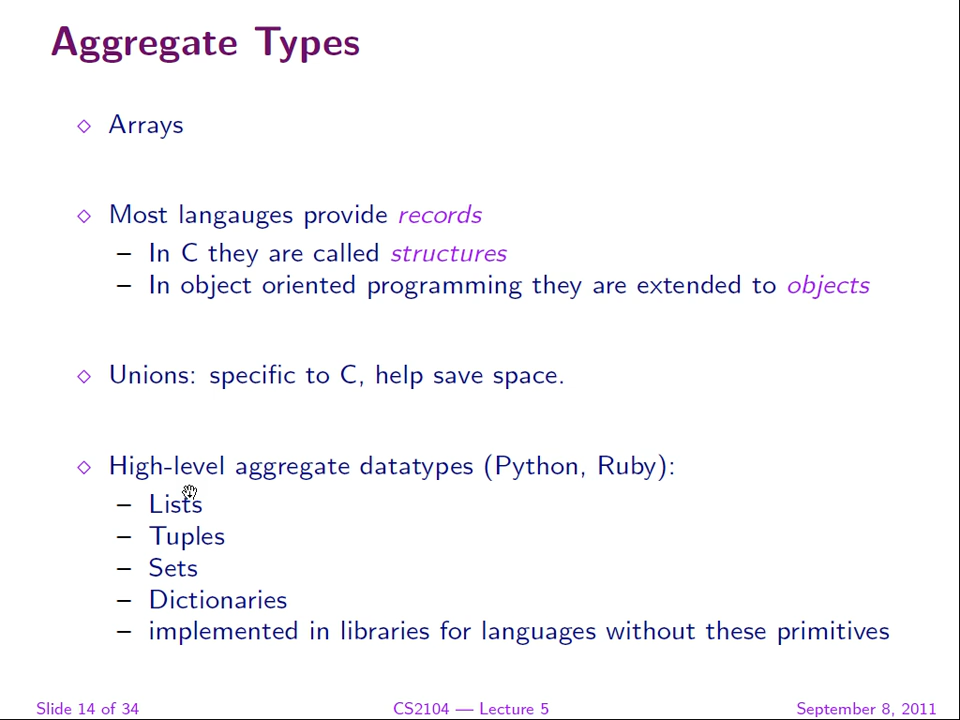 Aggregate Types
◇ Arrays
◇ Most langauges provide records
– In C they are called structures
– In object oriented programming they are extended to objects
◇ Unions: specific to C, help save space.
◇ High-level aggregate datatypes (Python, Ruby):
– Lists
– Tuples
– Sets
– Dictionaries
– implemented in libraries for languages without these primitives
Slide 14 of 34 CS2104 — Lecture 5 September 8, 2011